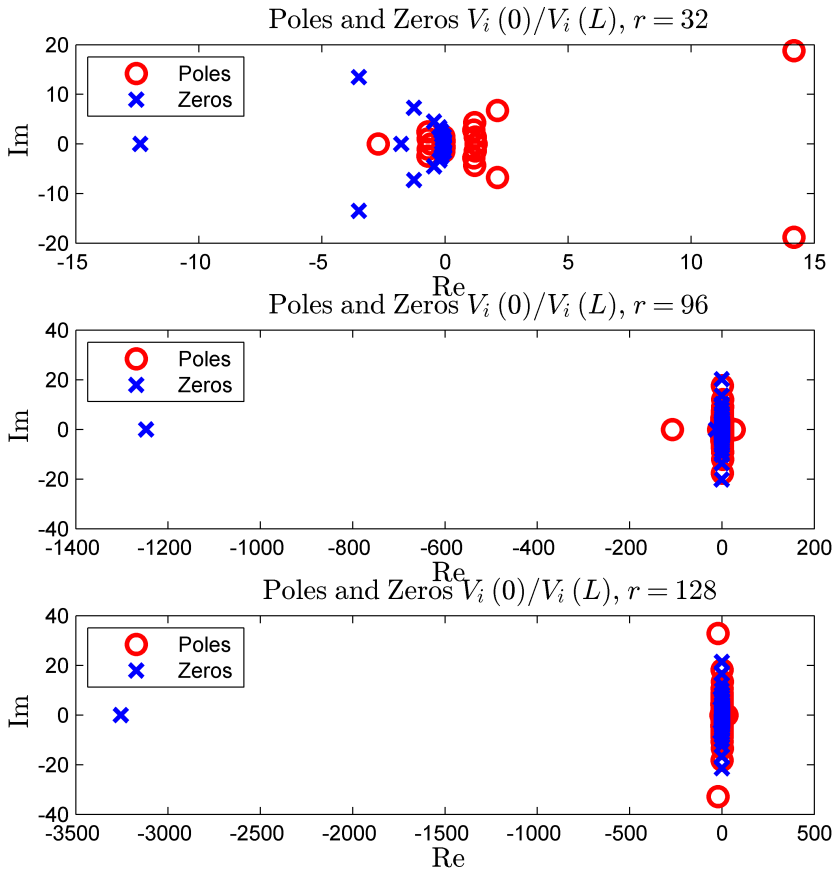 Poles and Zeros V_i (0)/V_i (L), r = 32
20
10
0
-10
-20
Im
Poles
Zeros
-15 -10 -5 0 5 10 15
Re
Poles and Zeros V_i (0)/V_i (L), r = 96
40
20
0
-20
-40
Im
Poles
Zeros
-1400 -1200 -1000 -800 -600 -400 -200 0 200
Re
Poles and Zeros V_i (0)/V_i (L), r = 128
40
20
0
-20
-40
Im
Poles
Zeros
-3500 -3000 -2500 -2000 -1500 -1000 -500 0 500
Re